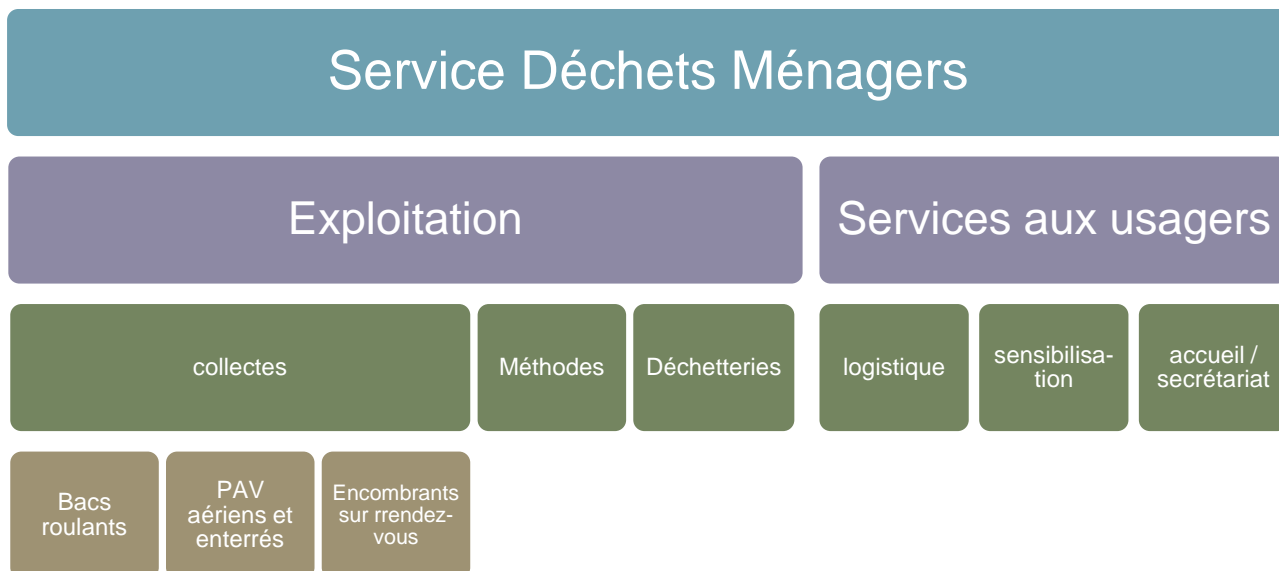 Service Déchets Ménagers
Exploitation
Services aux usagers
collectes
Méthodes
Déchetteries
logistique
sensibilisa-
tion
accueil /
secrétariat
Bacs
roulants
PAV
aériens et
enterrés
Encombrants
sur rrendez-
vous